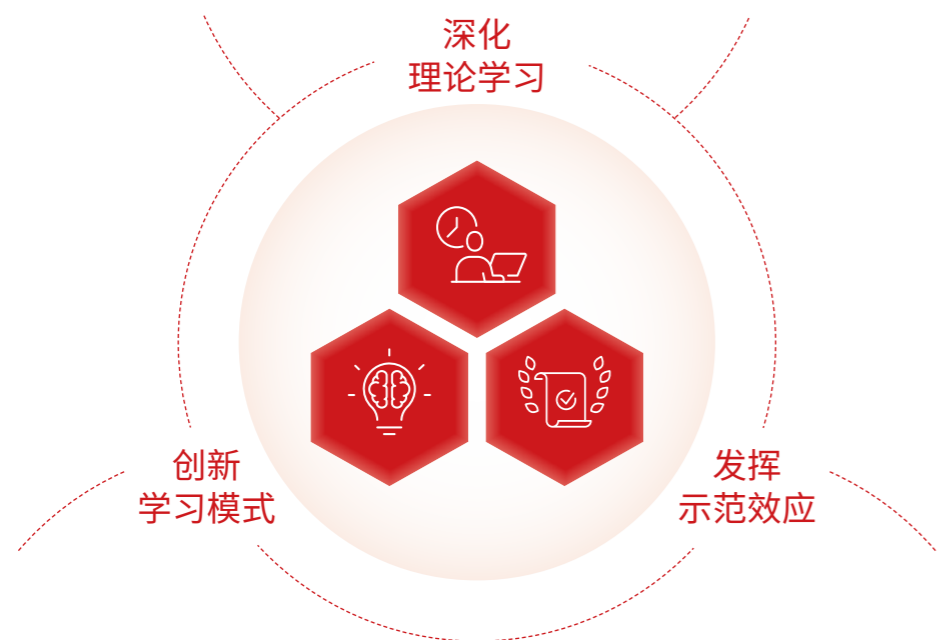 深化
理论学习
创新
学习模式
发挥
示范效应